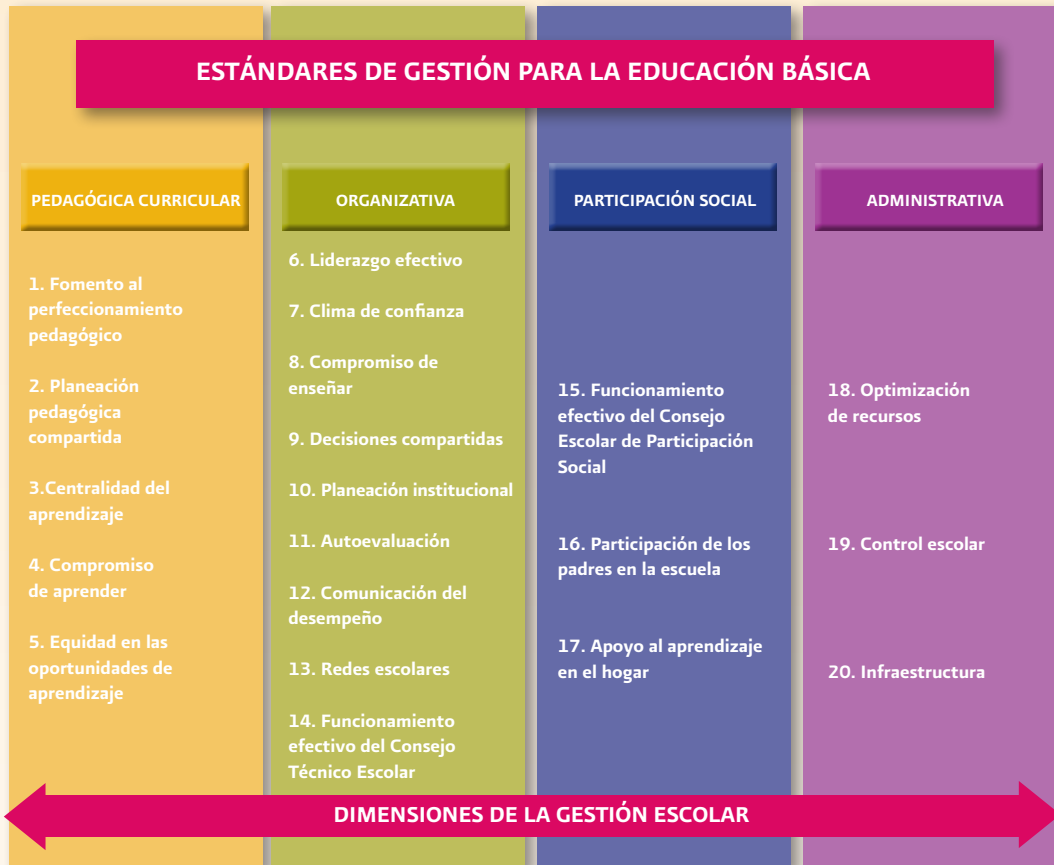 ESTÁNDARES DE GESTIÓN PARA LA EDUCACIÓN BÁSICA
PEDAGÓGICA CURRICULAR
1. Fomento al
perfeccionamiento
pedagógico
2. Planeación
pedagógica
compartida
3.Centralidad del
aprendizaje
4. Compromiso
de aprender
5. Equidad en las
oportunidades de
aprendizaje
ORGANIZATIVA
6. Liderazgo efectivo
7. Clima de confianza
8. Compromiso de
enseñar
9. Decisiones compartidas
10. Planeación institucional
11. Autoevaluación
12. Comunicación del
desempeño
13. Redes escolares
14. Funcionamiento
efectivo del Consejo
Técnico Escolar
PARTICIPACIÓN SOCIAL
15. Funcionamiento
efectivo del Consejo
Escolar de Participación
Social
16. Participación de los
padres en la escuela
17. Apoyo al aprendizaje
en el hogar
ADMINISTRATIVA
18. Optimización
de recursos
19. Control escolar
20. Infraestructura
DIMENSIONES DE LA GESTIÓN ESCOLAR